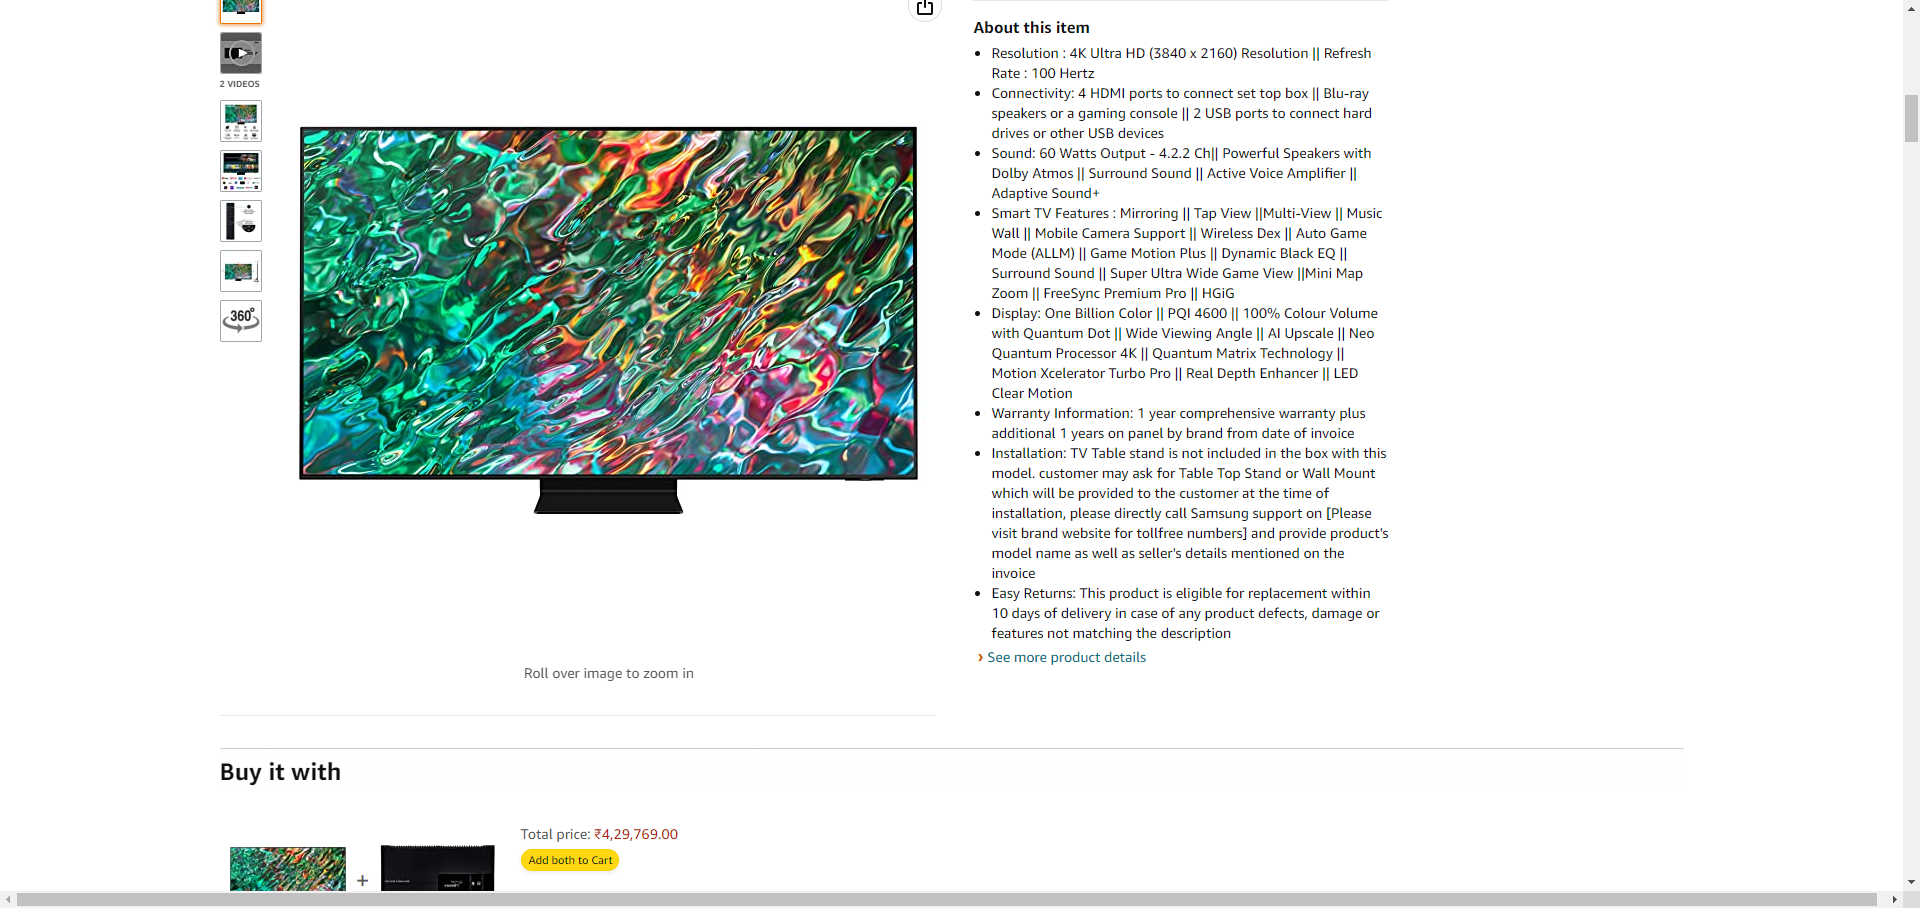 2 VIDEOS
360°
Roll over image to zoom in
About this item
Resolution : 4K Ultra HD (3840 x 2160) Resolution || Refresh
Rate : 100 Hertz
Connectivity: 4 HDMI ports to connect set top box || Blu-ray
speakers or a gaming console || 2 USB ports to connect hard
drives or other USB devices
Sound: 60 Watts Output - 4.2.2 Ch|| Powerful Speakers with
Dolby Atmos || Surround Sound || Active Voice Amplifier ||
Adaptive Sound+
Smart TV Features : Mirroring || Tap View ||Multi-View || Music
Wall || Mobile Camera Support || Wireless Dex || Auto Game
Mode (ALLM) || Game Motion Plus || Dynamic Black EQ ||
Surround Sound || Super Ultra Wide Game View ||Mini Map
Zoom || FreeSync Premium Pro || HGiG
Display: One Billion Color || PQI 4600 || 100% Colour Volume
with Quantum Dot || Wide Viewing Angle || AI Upscale || Neo
Quantum Processor 4K || Quantum Matrix Technology ||
Motion Xcelerator Turbo Pro || Real Depth Enhancer || LED
Clear Motion
Warranty Information: 1 year comprehensive warranty plus
additional 1 years on panel by brand from date of invoice
Installation: TV Table stand is not included in the box with this
model. customer may ask for Table Top Stand or Wall Mount
which will be provided to the customer at the time of
installation, please directly call Samsung support on [Please
visit brand website for tollfree numbers] and provide product's
model name as well as seller's details mentioned on the
invoice
Easy Returns: This product is eligible for replacement within
10 days of delivery in case of any product defects, damage or
features not matching the description
› See more product details
Buy it with
+
Total price: ₹4,29,769.00
Add both to Cart